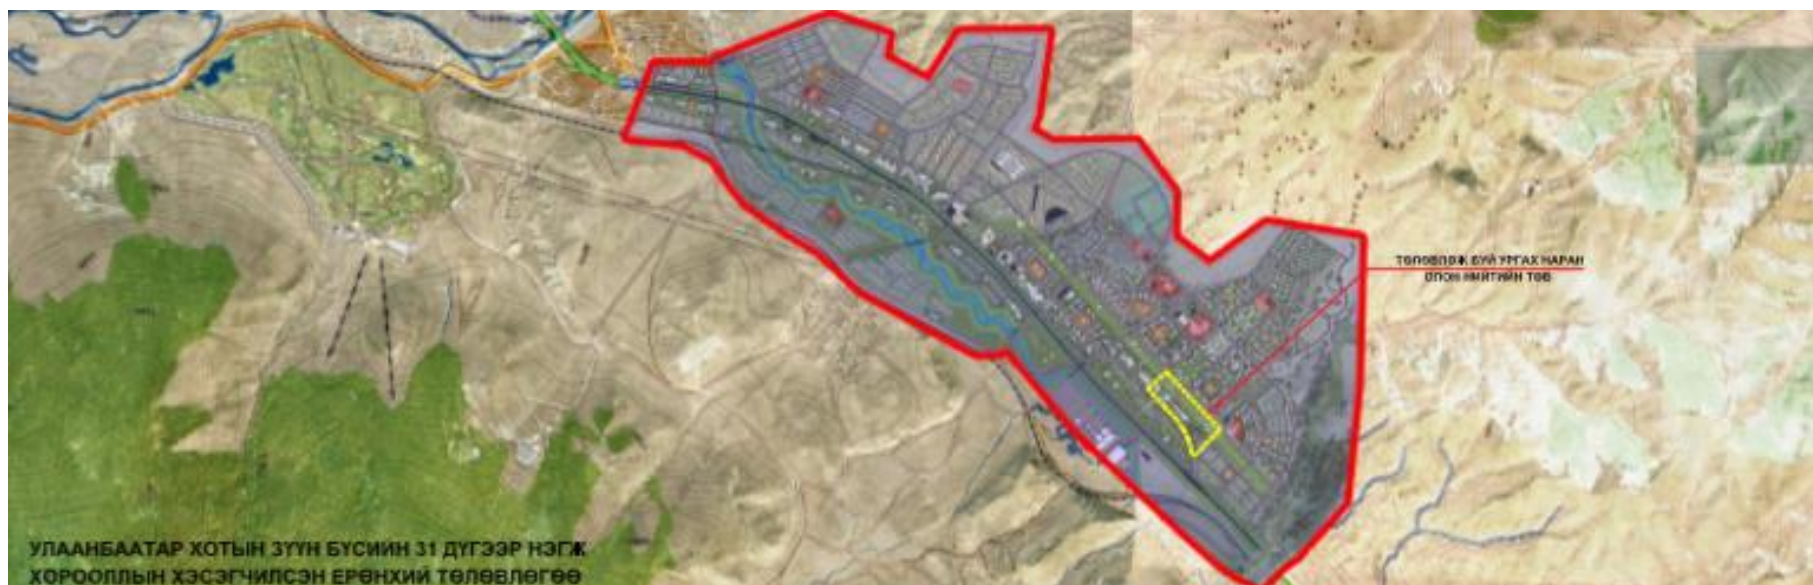 ТӨЛӨВЛӨЖ БУЙ УРГАХ НАРАН
ОЛОН НИЙТИЙН ТӨВ
УЛААНБААТАР ХОТЫН ЗҮҮН БҮСИЙН 31 ДҮГЭЭР НЭГЖ
ХОРООЛЛЫН ХЭСЭГЧИЛСЭН ЕРӨНХИЙ ТӨЛӨВЛӨГӨӨ